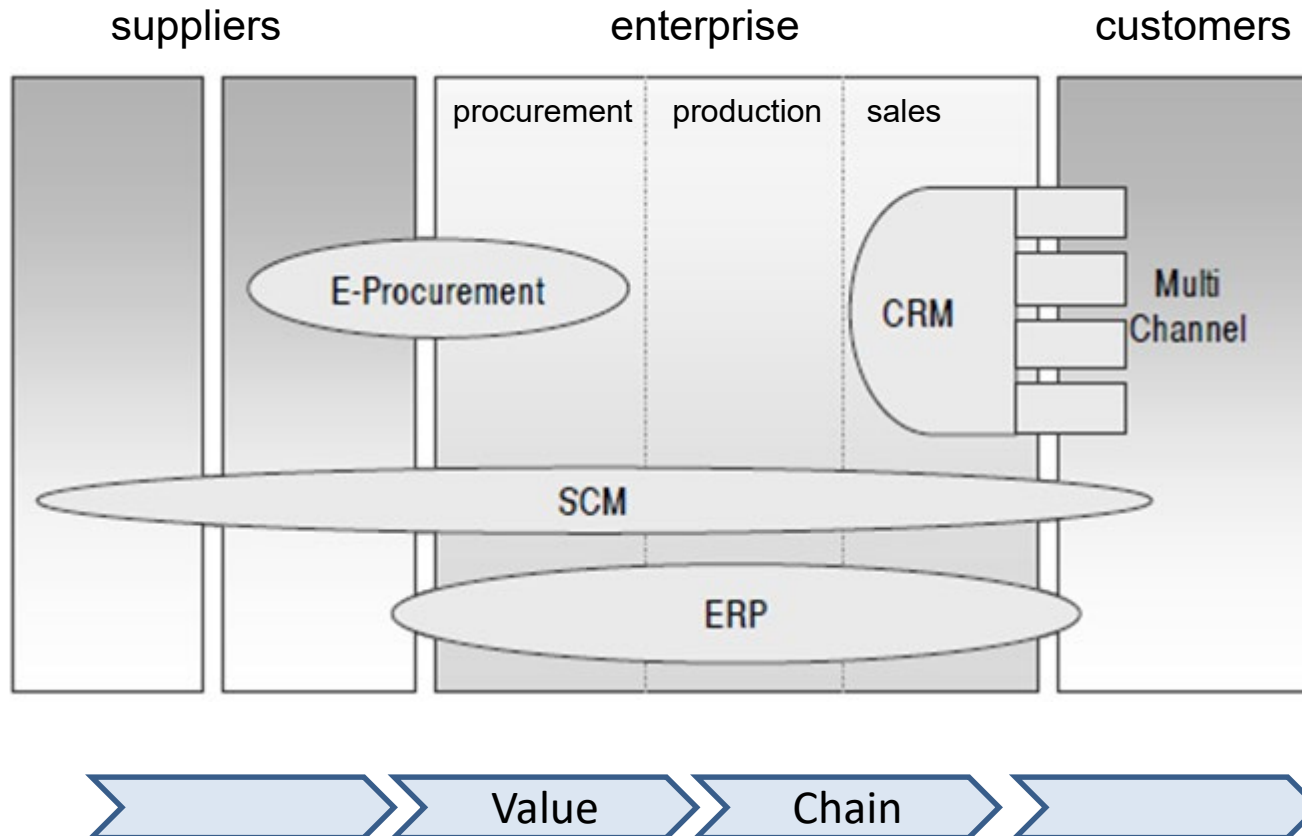 suppliers
enterprise
customers
procurement
production
sales
E-Procurement
CRM
Multi
Channel
SCM
ERP
Value
Chain